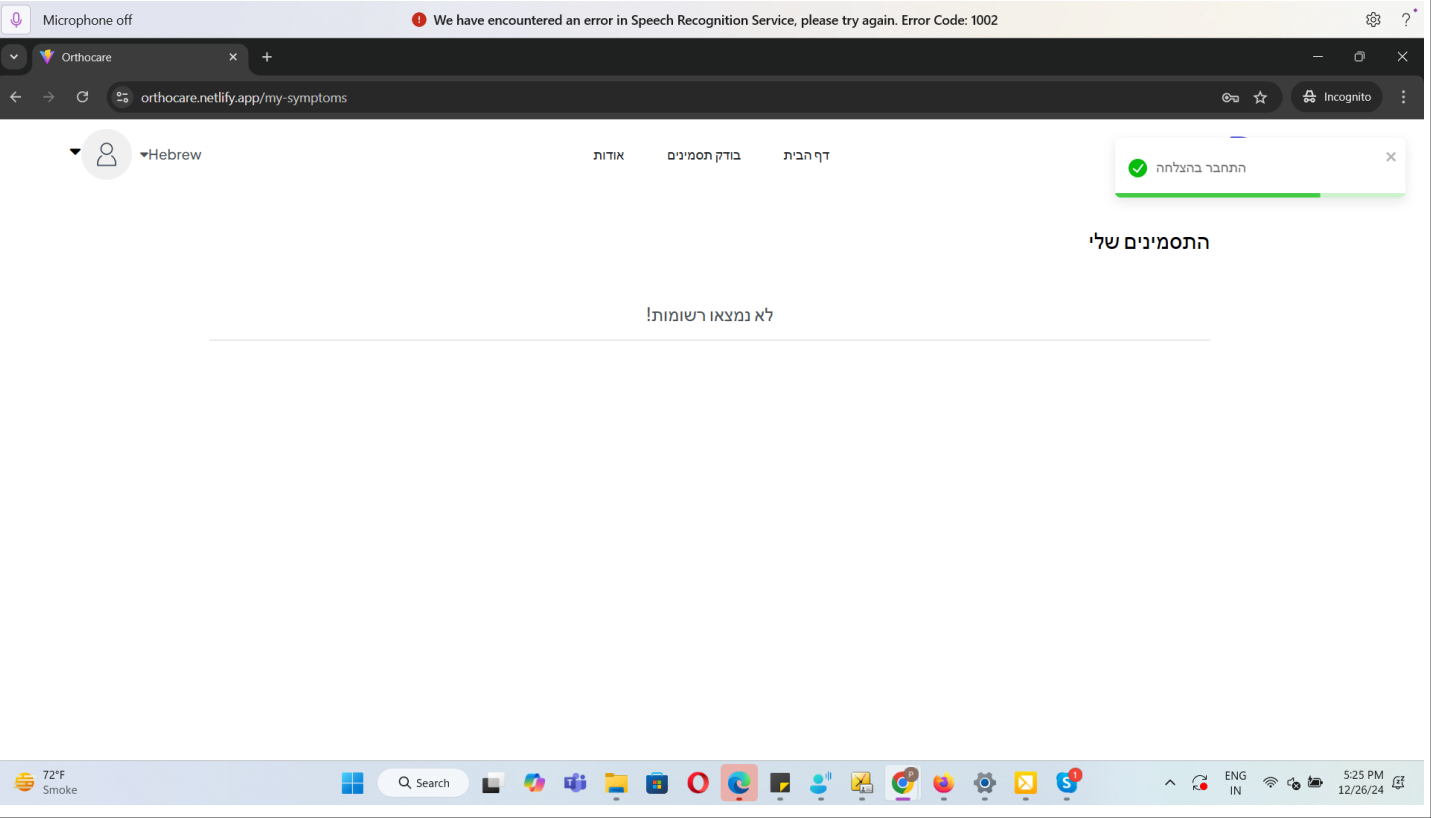 Microphone off
We have encountered an error in Speech Recognition Service, please try again. Error Code: 1002
Orthocare
orthocare.netlify.app/my-symptoms
Incognito
Hebrew
דף הבית
בודק תסמינים
אודות
התחבר בהצלחה
התסמינים שלי
לא נמצאו רשומות!
72°F
Smoke
Search
P
1
ENG
IN
5:25 PM
12/26/24